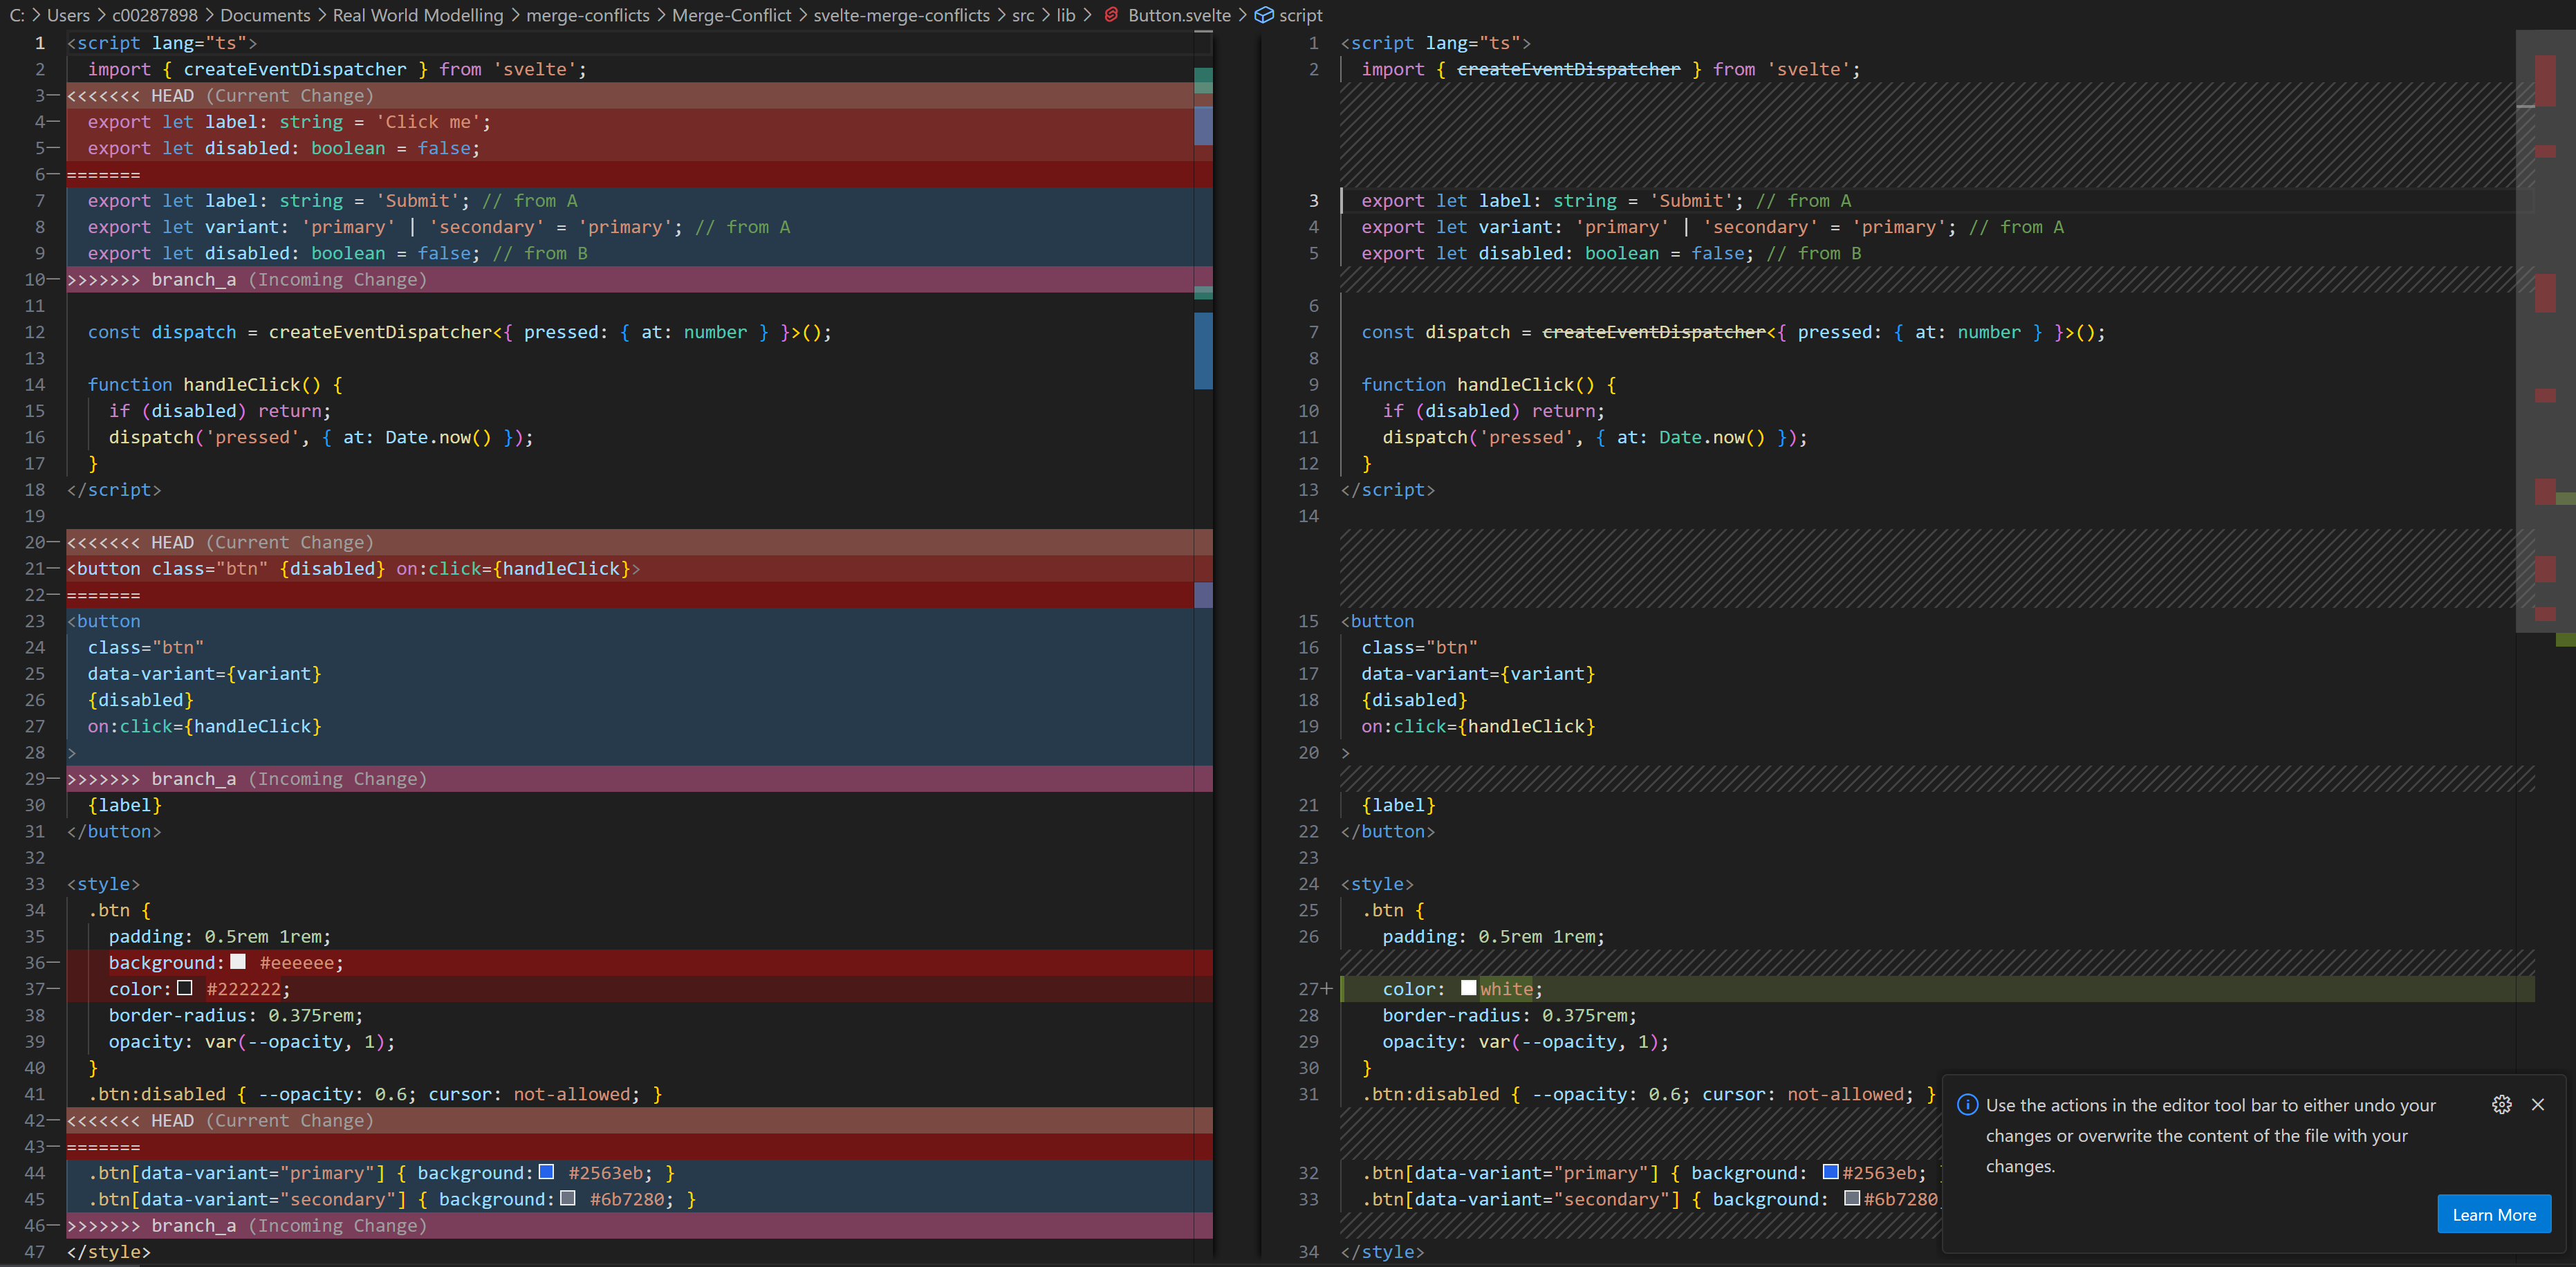 C: > Users > c00287898 > Documents > Real World Modelling > merge-conflicts > Merge-Conflict > svelte-merge-conflicts > src > lib > Button.svelte > script
1 <script lang="ts">
2 import { createEventDispatcher } from 'svelte';
3− <<<<<<< HEAD (Current Change)
4− export let label: string = 'Click me';
5− export let disabled: boolean = false;
6− =======
7 export let label: string = 'Submit'; // from A
8 export let variant: 'primary' | 'secondary' = 'primary'; // from A
9 export let disabled: boolean = false; // from B
10− >>>>>>> branch_a (Incoming Change)
11
12 const dispatch = createEventDispatcher<{ pressed: { at: number } }>();
13
14 function handleClick() {
15 if (disabled) return;
16 dispatch('pressed', { at: Date.now() });
17 }
18 </script>
19
20− <<<<<<< HEAD (Current Change)
21− <button class="btn" {disabled} on:click={handleClick}>
22− =======
23 <button
24 class="btn"
25 data-variant={variant}
26 {disabled}
27 on:click={handleClick}
28 >
29− >>>>>>> branch_a (Incoming Change)
30 {label}
31 </button>
32
33 <style>
34 .btn {
35 padding: 0.5rem 1rem;
36− background: #eeeeee;
37− color: #222222;
38 border-radius: 0.375rem;
39 opacity: var(--opacity, 1);
40 }
41 .btn:disabled { --opacity: 0.6; cursor: not-allowed; }
42− <<<<<<< HEAD (Current Change)
43− =======
44 .btn[data-variant="primary"] { background: #2563eb; }
45 .btn[data-variant="secondary"] { background: #6b7280; }
46− >>>>>>> branch_a (Incoming Change)
47 </style>
1 <script lang="ts">
2 import { createEventDispatcher } from 'svelte';
3 export let label: string = 'Submit'; // from A
4 export let variant: 'primary' | 'secondary' = 'primary'; // from A
5 export let disabled: boolean = false; // from B
6
7 const dispatch = createEventDispatcher<{ pressed: { at: number } }>();
8
9 function handleClick() {
10 if (disabled) return;
11 dispatch('pressed', { at: Date.now() });
12 }
13 </script>
14
15 <button
16 class="btn"
17 data-variant={variant}
18 {disabled}
19 on:click={handleClick}
20 >
21 {label}
22 </button>
23
24 <style>
25 .btn {
26 padding: 0.5rem 1rem;
27+ color: white;
28 border-radius: 0.375rem;
29 opacity: var(--opacity, 1);
30 }
31 .btn:disabled { --opacity: 0.6; cursor: not-allowed; }
32 .btn[data-variant="primary"] { background: #2563eb;
33 .btn[data-variant="secondary"] { background: #6b7280
34 </style>
Use the actions in the editor tool bar to either undo your
changes or overwrite the content of the file with your
changes.
Learn More